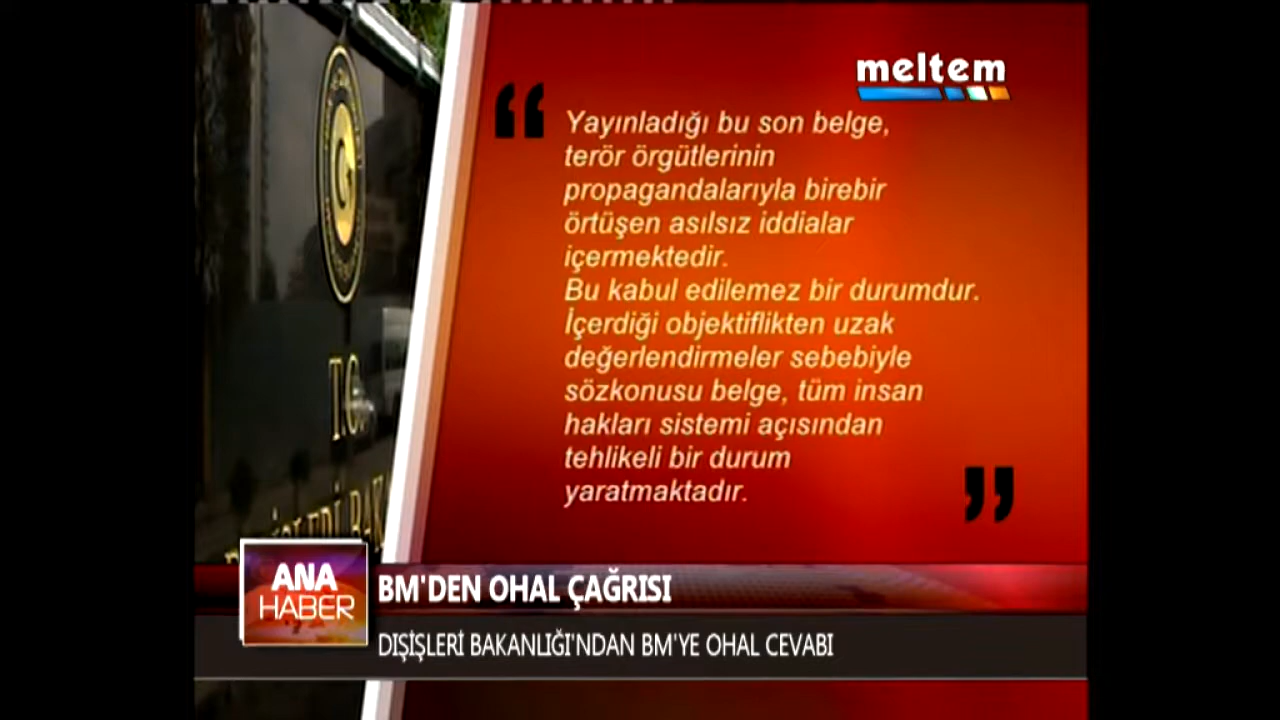 meltem
Yayınladığı bu son belge,
terör örgütlerinin
propagandalarıyla birebir
örtüşen asılsız iddialar
içermektedir.
Bu kabul edilemez bir durumdur.
İçerdiği objektiflikten uzak
değerlendirmeler sebebiyle
sözkonusu belge, tüm insan
hakları sistemi açısından
tehlikeli bir durum
yaratmaktadır.
T.C.
ANA
HABER
BM'DEN OHAL ÇAĞRISI
DIŞİŞLERİ BAKANLIĞI'NDAN BM'YE OHAL CEVABI